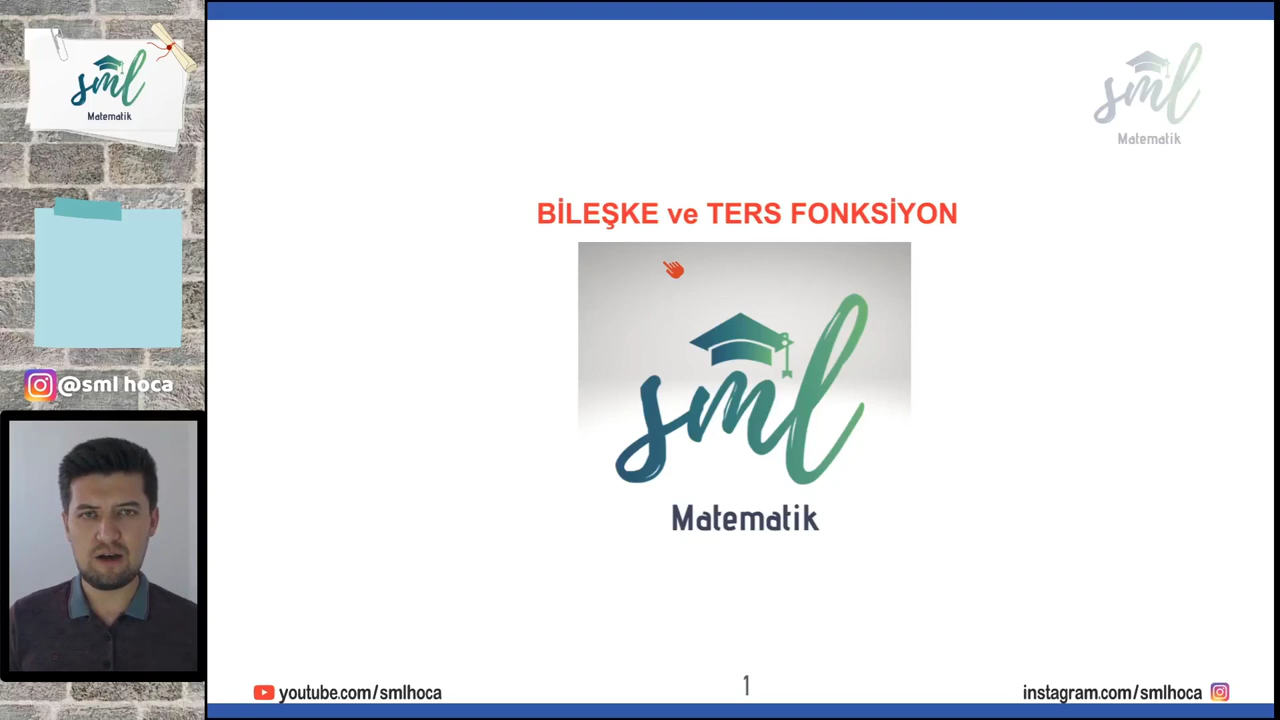 sml
Matematik
@sml hoca
sml
Matematik
BİLEŞKE ve TERS FONKSİYON
sml
Matematik
youtube.com/smlhoca
1
instagram.com/smlhoca